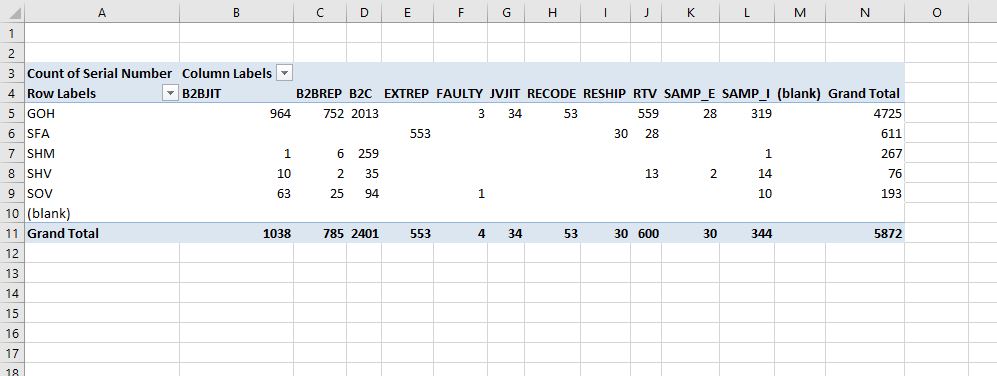 A B C D E F G H I J K L M N O
1
2
3 Count of Serial Number Column Labels
4 Row Labels B2BJIT B2BREP B2C EXTREP FAULTY JVJIT RECODE RESHIP RTV SAMP_E SAMP_I (blank) Grand Total
5 GOH 964 752 2013 3 34 53 559 28 319 4725
6 SFA 553 30 28 611
7 SHM 1 6 259 1 267
8 SHV 10 2 35 13 2 14 76
9 SOV 63 25 94 1 10 193
10 (blank)
11 Grand Total 1038 785 2401 553 4 34 53 30 600 30 344 5872
12
13
14
15
16
17
18